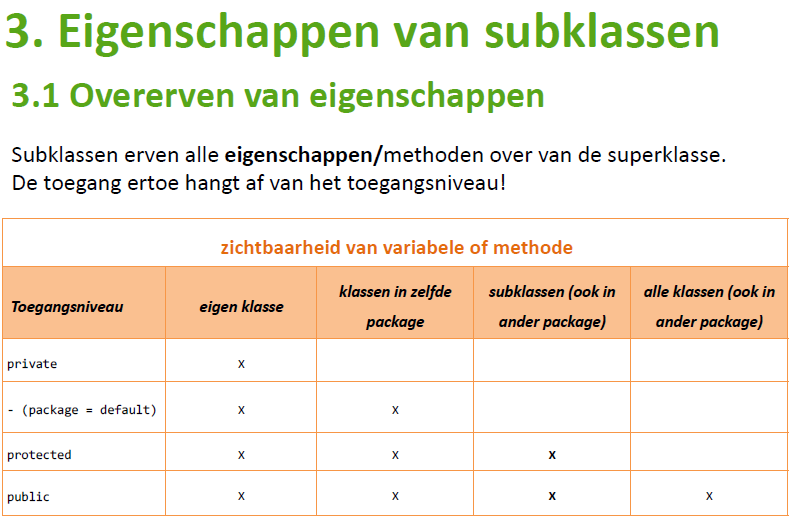 3. Eigenschappen van subklassen
3.1 Overerven van eigenschappen
Subklassen erven alle eigenschappen/methoden over van de superklasse.
De toegang ertoe hangt af van het toegangsniveau!
zichtbaarheid van variabele of methode
Toegangsniveau eigen klasse klassen in zelfde package subklassen (ook in ander package) alle klassen (ook in ander package)
private X
- (package = default) X X
protected X X X
public X X X X